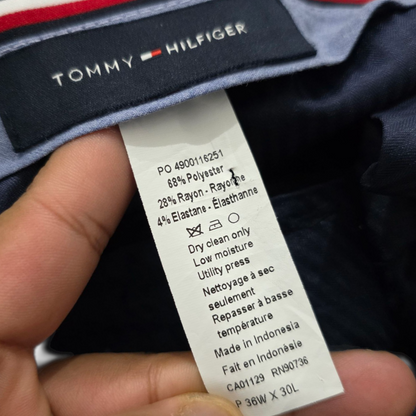 TOMMY HILFIGER
PO 4900116251
68% Polyester
28% Rayon - Rayonne
4% Elastane - Élasthanne
Dry clean only
Low moisture
Utility press
Nettoyage à sec
seulement
Repasser à basse
température
Made in Indonesia
Fait en Indonésie
CA01129 RN90736
P 36W X 30L